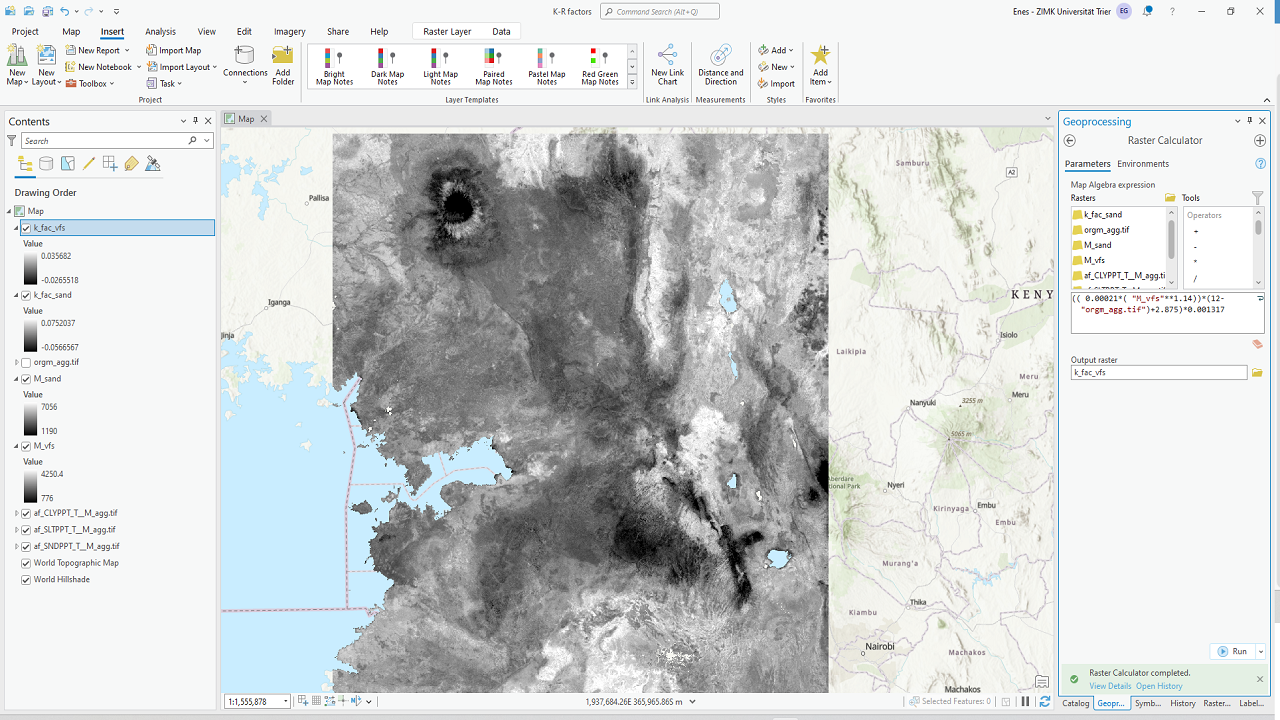 K-R factors
Command Search (Alt+Q)
Enes - ZIMK Universität Trier
EG
?
Project Map Insert Analysis View Edit Imagery Share Help Raster Layer Data
New Map
New Layout
New Report
New Notebook
Toolbox
Import Map
Import Layout
Task
Connections
Add Folder
Bright Map Notes
Dark Map Notes
Light Map Notes
Paired Map Notes
Pastel Map Notes
Red Green Map Notes
New Link Chart
Distance and Direction
Add
New
Import
Add Item
Project
Layer Templates
Link Analysis
Measurements
Styles
Favorites
Contents
Search
Drawing Order
Map
k_fac_vfs
Value
0.035682
-0.0265518
k_fac_sand
Value
0.0752037
-0.0566567
orgm_agg.tif
M_sand
Value
7056
1190
M_vfs
Value
4250.4
776
af_CLYPPT_T__M_agg.tif
af_SLTPPT_T__M_agg.tif
af_SNDPPT_T__M_agg.tif
World Topographic Map
World Hillshade
Map
Pallisa
Iganga
Jinja
Samburu
A2
KENY
Isiolo
Laikipia
Meru
Meru
Nanyuki
3255 m
5065 m
Aberdare
National Park
Nyeri
Embu
Kirinyaga
Embu
Murang'a
Thika
Kiambu
Nairobi
Machakos
Machakos
1:1,555,878
1,937,684.26E 365,965.865 m
Selected Features: 0
Geoprocessing
Raster Calculator
Parameters Environments
?
Map Algebra expression
Rasters
Tools
k_fac_sand
orgm_agg.tif
M_sand
M_vfs
af_CLYPPT_T__M_agg.ti
Operators
+
-
*
/
(( 0.00021*( "M_vfs"**1.14))*(12-
"orgm_agg.tif")+2.875)*0.001317
Output raster
k_fac_vfs
Run
Raster Calculator completed.
View Details Open History
Catalog Geopr... Symb... History Raster... Label...